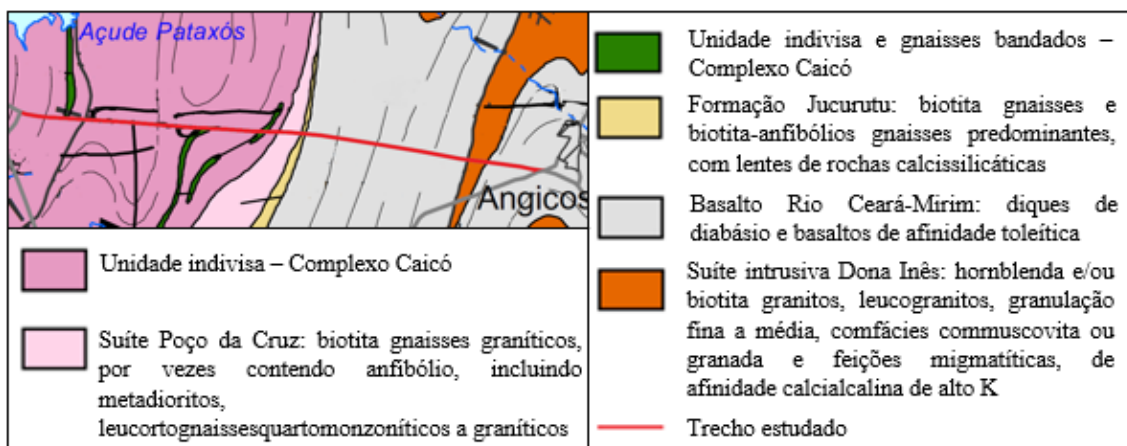 Açude Pataxós
Angicos
Unidade indivisa – Complexo Caicó
Suíte Poço da Cruz: biotita gnaisses graníticos,
por vezes contendo anfibólio, incluindo
metadioritos,
leucortognaissesquartomonzoníticos a graníticos
Unidade indivisa e gnaisses bandados –
Complexo Caicó
Formação Jucurutu: biotita gnaisses e
biotita-anfibólios gnaisses predominantes,
com lentes de rochas calcissilicáticas
Basalto Rio Ceará-Mirim: diques de
diabásio e basaltos de afinidade toleítica
Suíte intrusiva Dona Inês: hornblenda e/ou
biotita granitos, leucogranitos, granulação
fina a média, comfácies commuscovita ou
granada e feições migmatíticas, de
afinidade calcialcalina de alto K
Trecho estudado